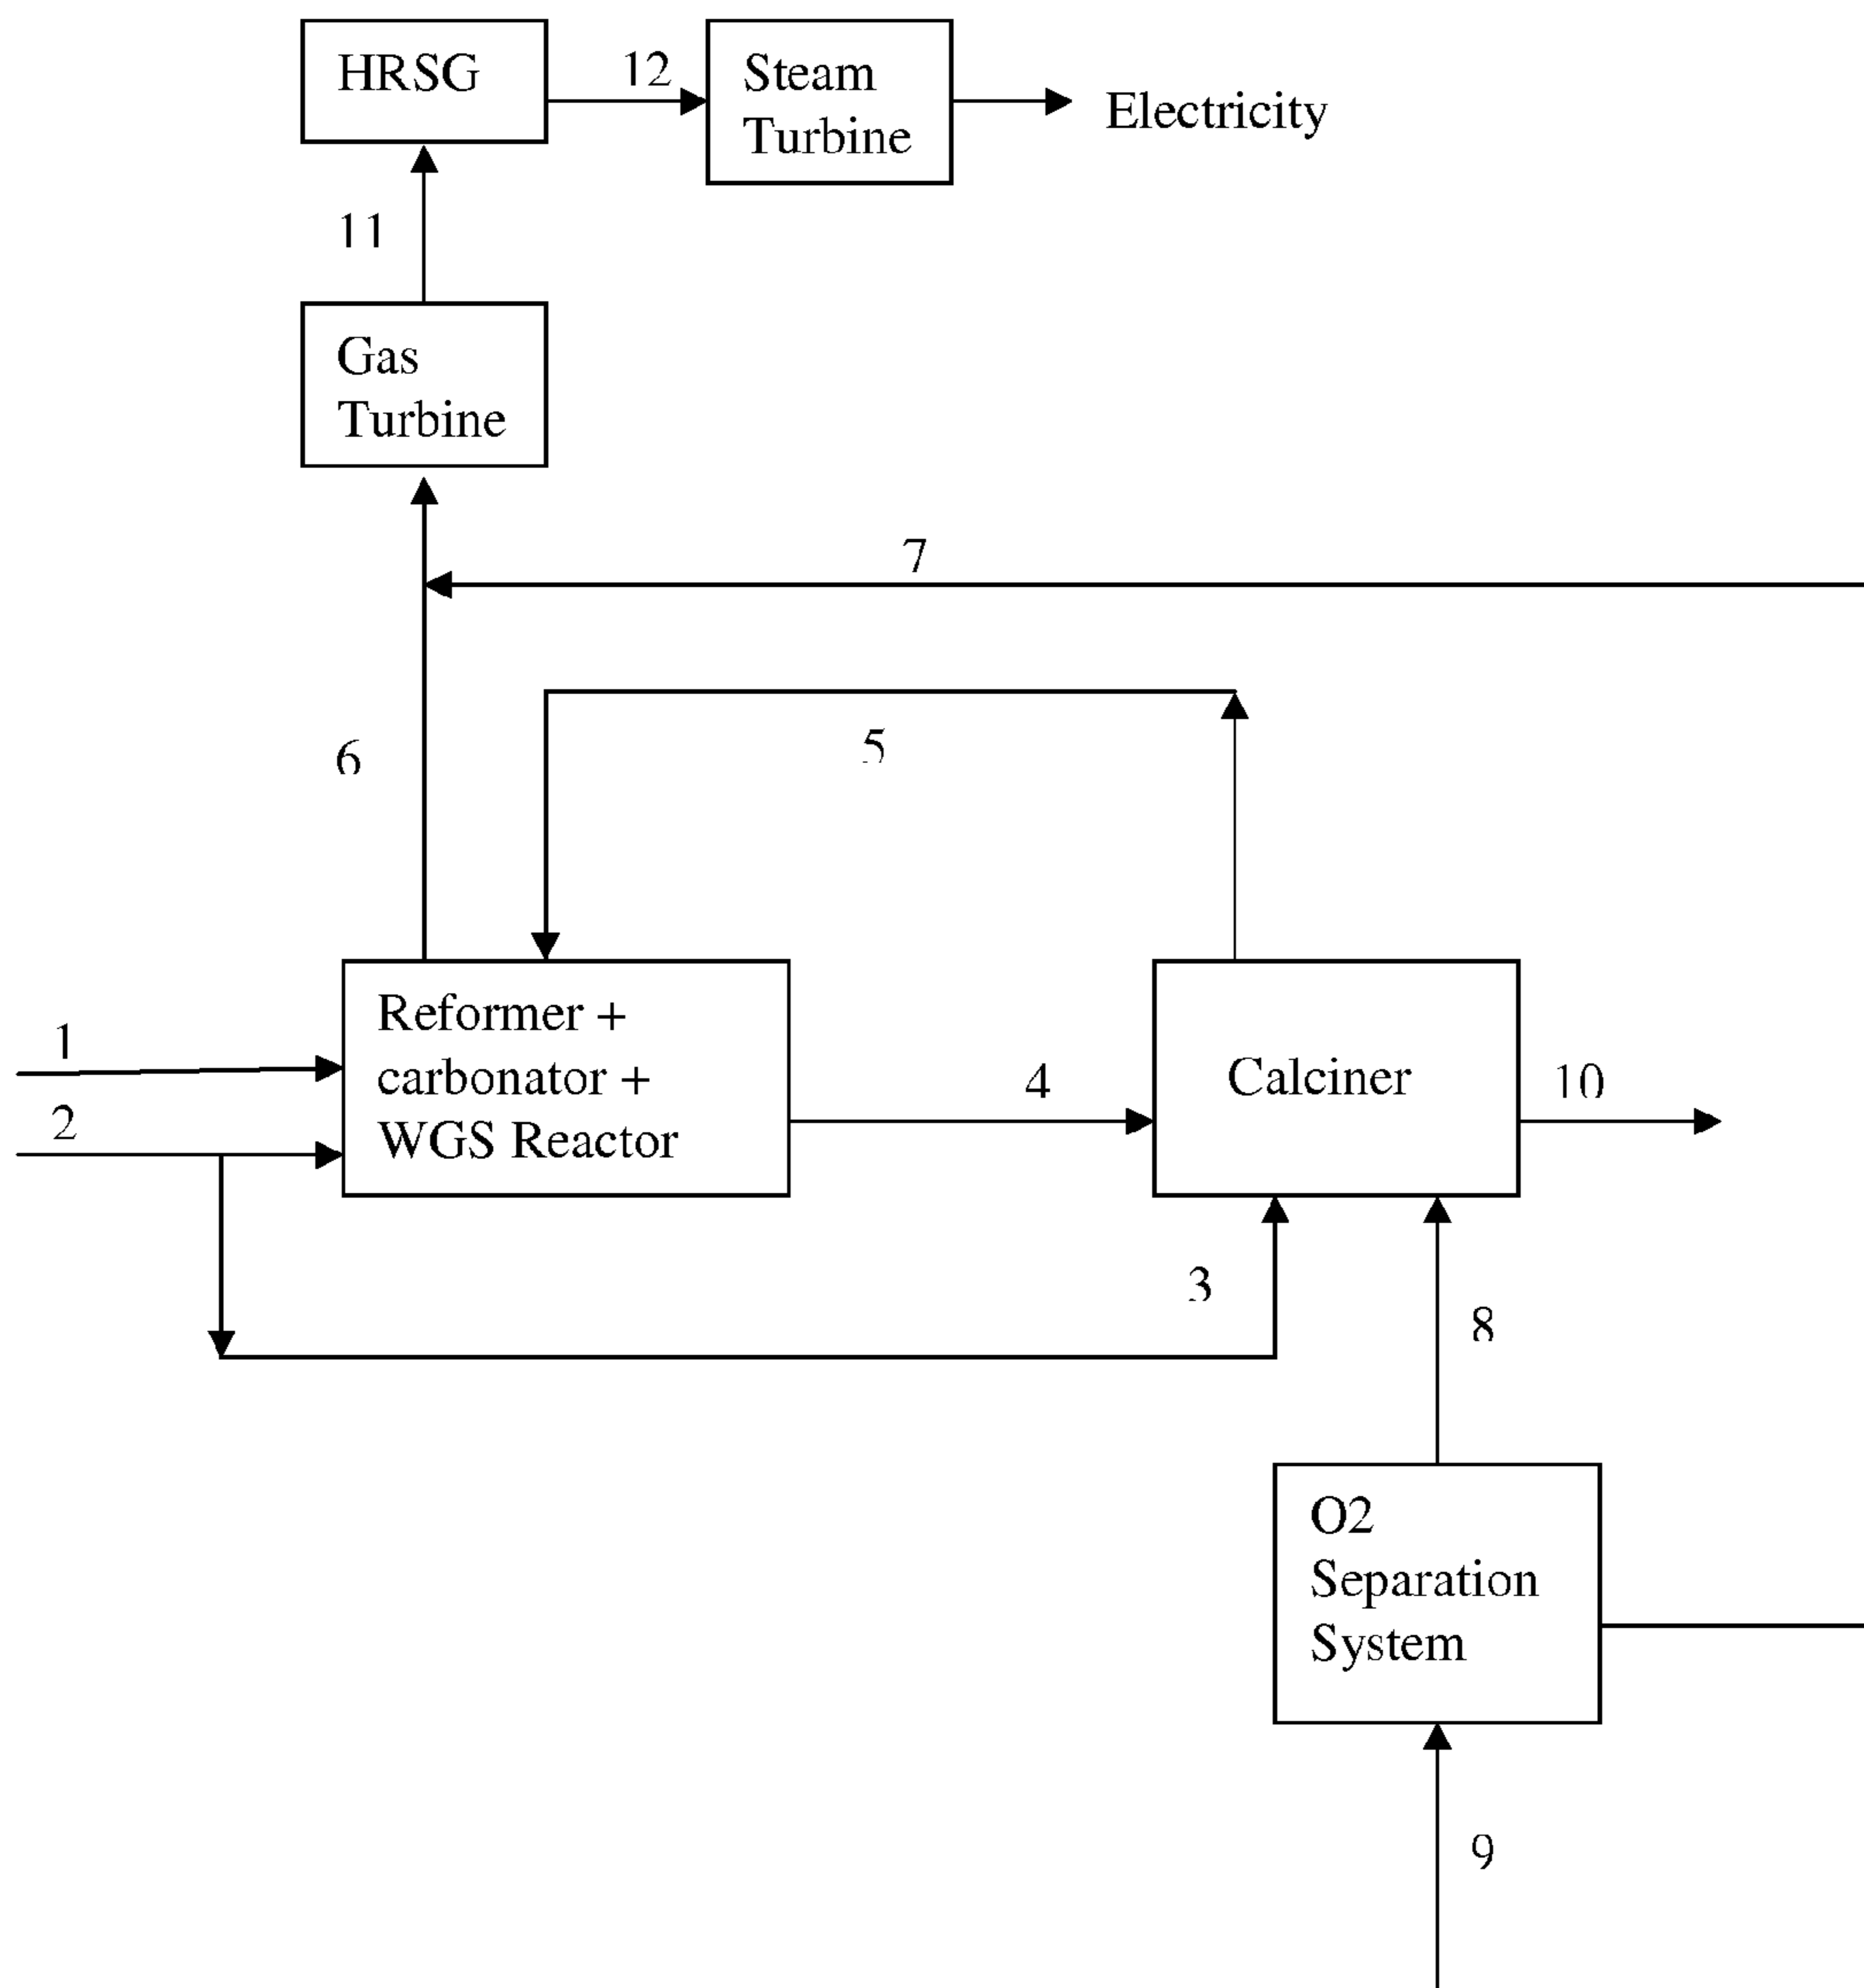 HRSG
12
Steam
Turbine
Electricity
11
Gas
Turbine
7
6
5
1
2
Reformer +
carbonator +
WGS Reactor
4
Calciner
10
3
8
O2
Separation
System
9